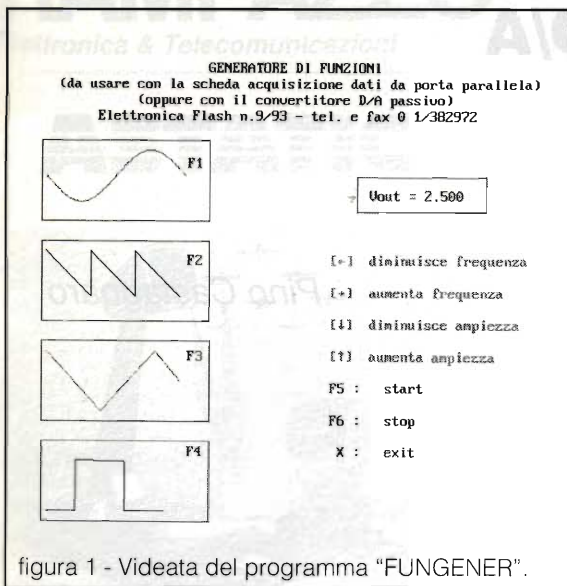 GENERATORE DI FUNZIONI
(da usare con la scheda acquisizione dati da porta parallela)
(oppure con il convertitore D/A passivo)
Elettronica Flash n.9/93 - tel. e fax 0 1/382972
F1
Vout = 2.500
F2
[←] diminuisce frequenza
[→] aumenta frequenza
[↓] diminuisce ampiezza
[↑] aumenta ampiezza
F3
F5 : start
F6 : stop
F4
X : exit
figura 1 - Videata del programma "FUNGENER".